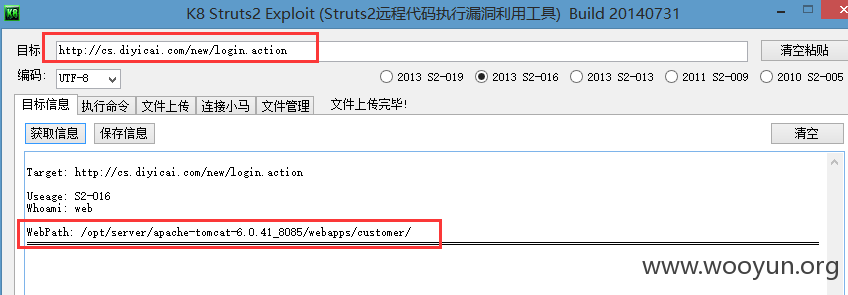 K8 Struts2 Exploit (Struts2远程代码执行漏洞利用工具) Build 20140731
目标 http://cs.diyicai.com/new/login.action 清空粘贴
编码: UTF-8 2013 S2-019 2013 S2-016 2013 S2-013 2011 S2-009 2010 S2-005
目标信息 执行命令 文件上传 连接小马 文件管理 文件上传完毕!
获取信息 保存信息 清空
Target: http://cs.diyicai.com/new/login.action
Useage: S2-016
Whoami: web
WebPath: /opt/server/apache-tomcat-6.0.41_8085/webapps/customer/
www.wooyun.org